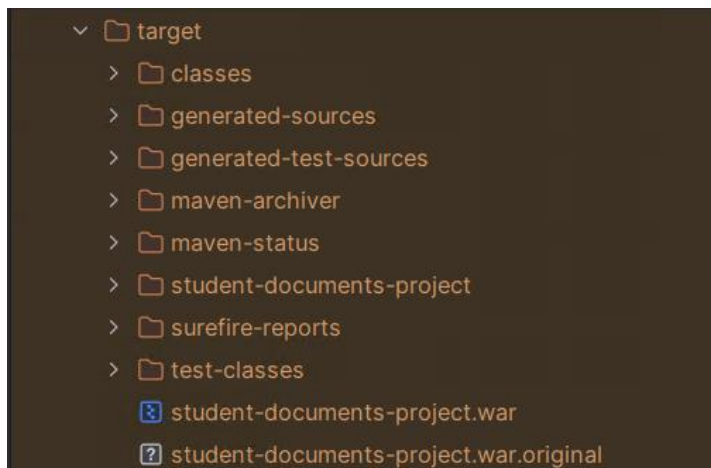 target
classes
generated-sources
generated-test-sources
maven-archiver
maven-status
student-documents-project
surefire-reports
test-classes
student-documents-project.war
student-documents-project.war.original